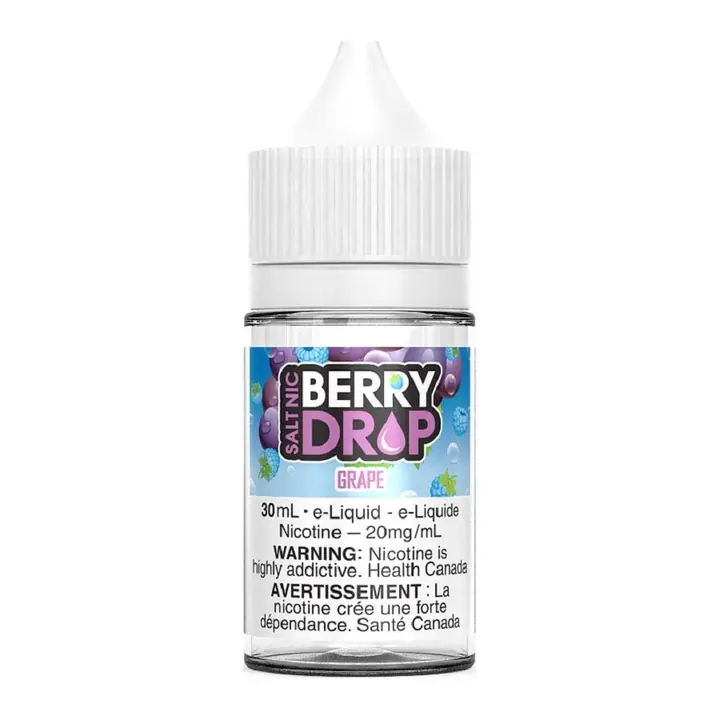 SALT NIC
BERRY
DROP
GRAPE
30mL • e-Liquid - e-Liquide
Nicotine — 20mg/mL
WARNING: Nicotine is
highly addictive. Health Canada
AVERTISSEMENT : La
nicotine crée une forte
dépendance. Santé Canada